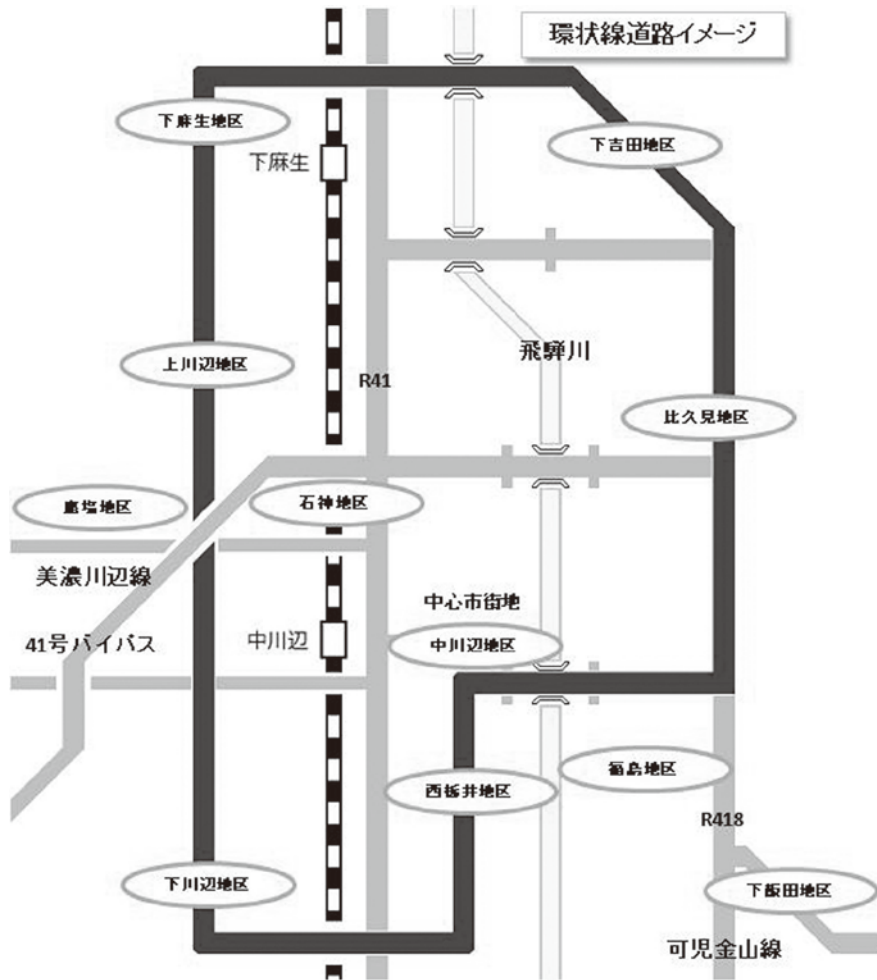 環状線道路イメージ
下麻生地区
下吉田地区
下麻生
飛騨川
上川辺地区
R41
比久見地区
石神地区
鹿塩地区
美濃川辺線
中心市街地
41号バイパス
中川辺
中川辺地区
福島地区
西栃井地区
R418
下川辺地区
下飯田地区
可児金山線